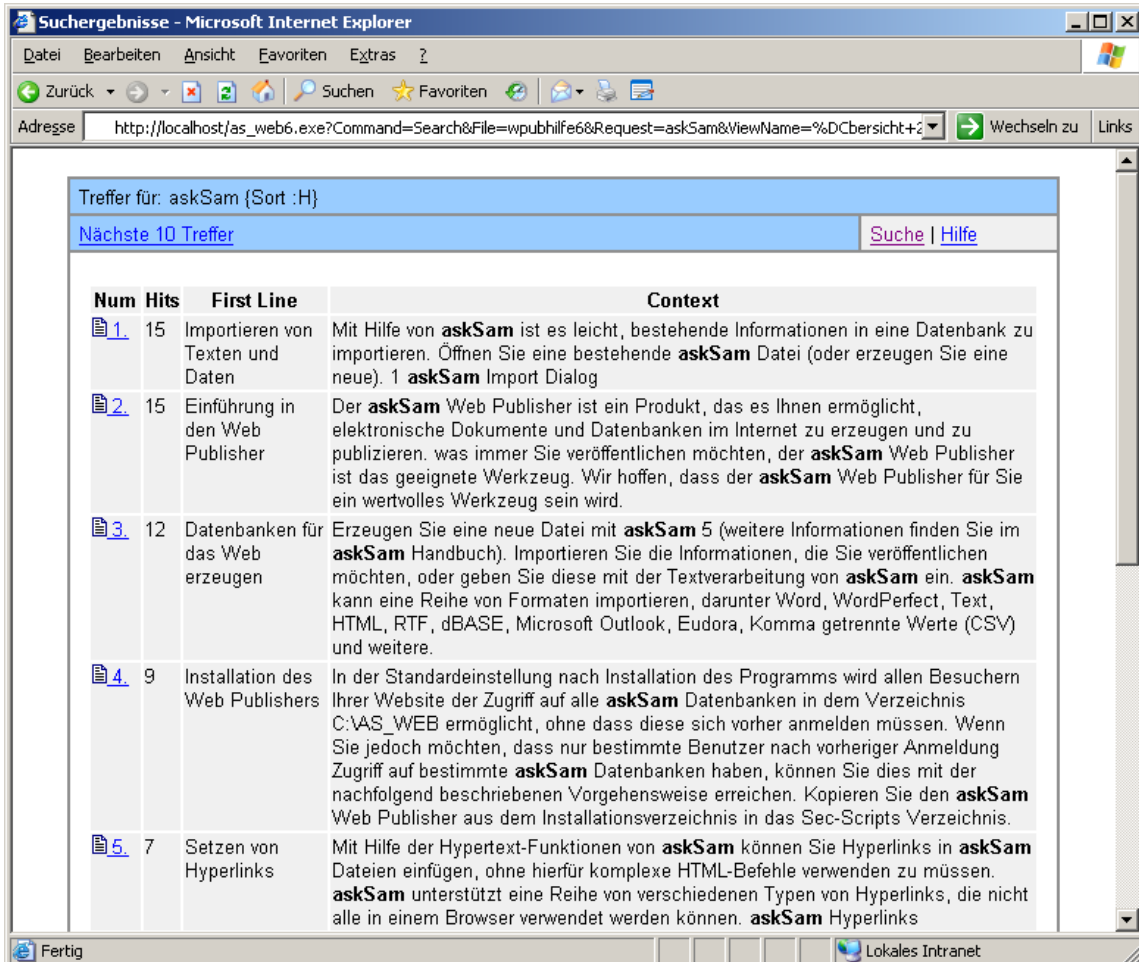 Suchergebnisse - Microsoft Internet Explorer
Datei Bearbeiten Ansicht Favoriten Extras ?
Zurück Suchen Favoriten
Adresse http://localhost/as_web6.exe?Command=Search&File=wpubhilfe6&Request=askSam&ViewName=%DCbersicht+2 Wechseln zu Links
Treffer für: askSam {Sort :H}
Nächste 10 Treffer Suche | Hilfe
Num Hits First Line Context
1. 15 Importieren von Mit Hilfe von askSam ist es leicht, bestehende Informationen in eine Datenbank zu
Texten und importieren. Öffnen Sie eine bestehende askSam Datei (oder erzeugen Sie eine
Daten neue). 1 askSam Import Dialog
2. 15 Einführung in Der askSam Web Publisher ist ein Produkt, das es Ihnen ermöglicht,
den Web elektronische Dokumente und Datenbanken im Internet zu erzeugen und zu
Publisher publizieren. was immer Sie veröffentlichen möchten, der askSam Web Publisher
ist das geeignete Werkzeug. Wir hoffen, dass der askSam Web Publisher für Sie
ein wertvolles Werkzeug sein wird.
3. 12 Datenbanken für Erzeugen Sie eine neue Datei mit askSam 5 (weitere Informationen finden Sie im
das Web askSam Handbuch). Importieren Sie die Informationen, die Sie veröffentlichen
erzeugen möchten, oder geben Sie diese mit der Textverarbeitung von askSam ein. askSam
kann eine Reihe von Formaten importieren, darunter Word, WordPerfect, Text,
HTML, RTF, dBASE, Microsoft Outlook, Eudora, Komma getrennte Werte (CSV)
und weitere.
4. 9 Installation des In der Standardeinstellung nach Installation des Programms wird allen Besuchern
Web Publishers Ihrer Website der Zugriff auf alle askSam Datenbanken in dem Verzeichnis
C:\AS_WEB ermöglicht, ohne dass diese sich vorher anmelden müssen. Wenn
Sie jedoch möchten, dass nur bestimmte Benutzer nach vorheriger Anmeldung
Zugriff auf bestimmte askSam Datenbanken haben, können Sie dies mit der
nachfolgend beschriebenen Vorgehensweise erreichen. Kopieren Sie den askSam
Web Publisher aus dem Installationsverzeichnis in das Sec-Scripts Verzeichnis.
5. 7 Setzen von Mit Hilfe der Hypertext-Funktionen von askSam können Sie Hyperlinks in askSam
Hyperlinks Dateien einfügen, ohne hierfür komplexe HTML-Befehle verwenden zu müssen.
askSam unterstützt eine Reihe von verschiedenen Typen von Hyperlinks, die nicht
alle in einem Browser verwendet werden können. askSam Hyperlinks
Fertig Lokales Intranet